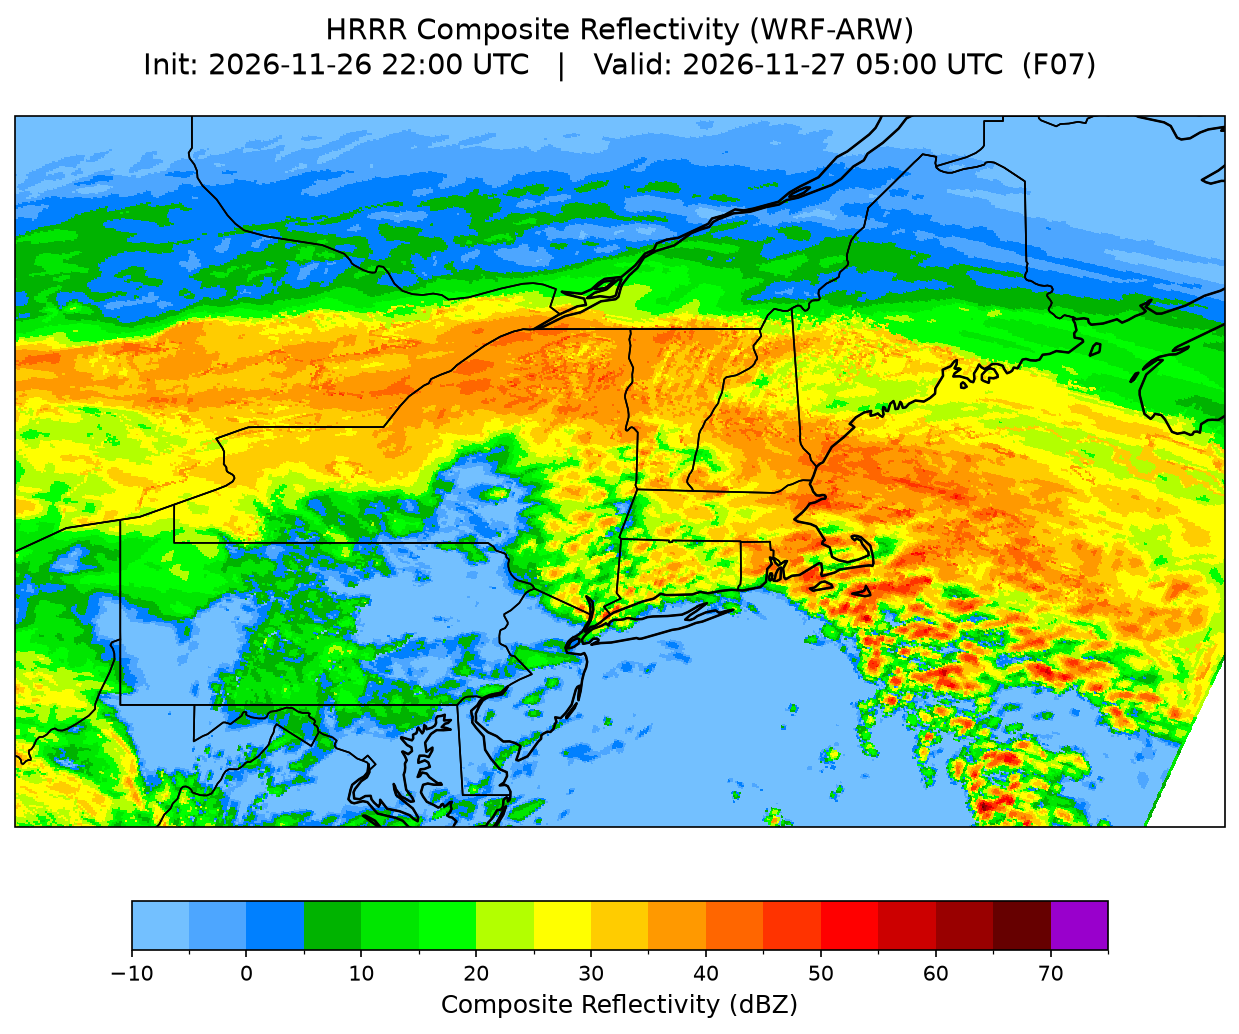 HRRR Composite Reflectivity (WRF-ARW)
Init: 2026-11-26 22:00 UTC | Valid: 2026-11-27 05:00 UTC (F07)
−10 0 10 20 30 40 50 60 70
Composite Reflectivity (dBZ)